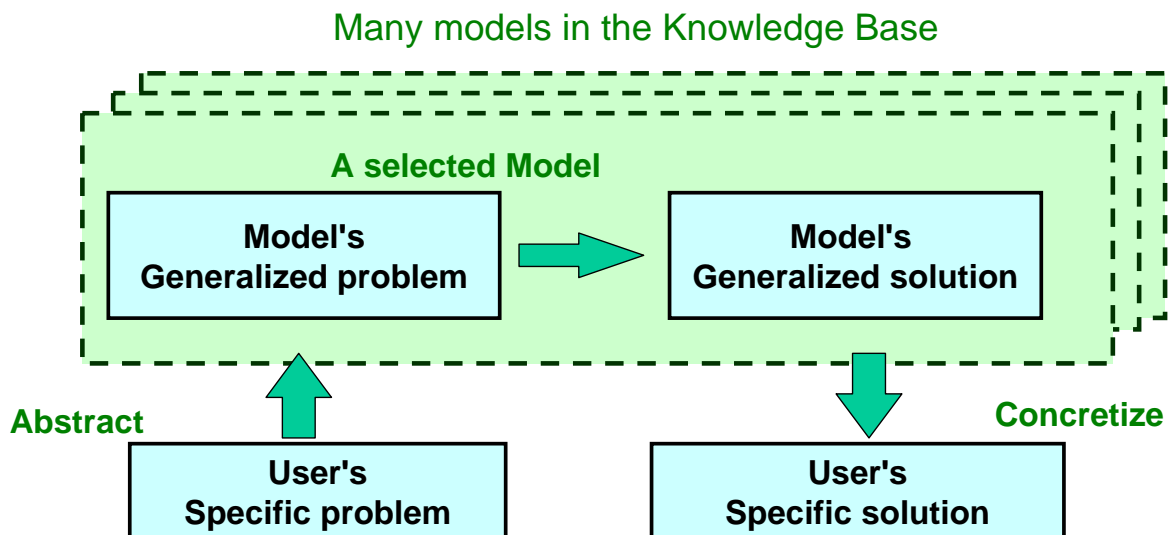 Many models in the Knowledge Base
A selected Model
Model's
Generalized problem
Model's
Generalized solution
Abstract
Concretize
User's
Specific problem
User's
Specific solution